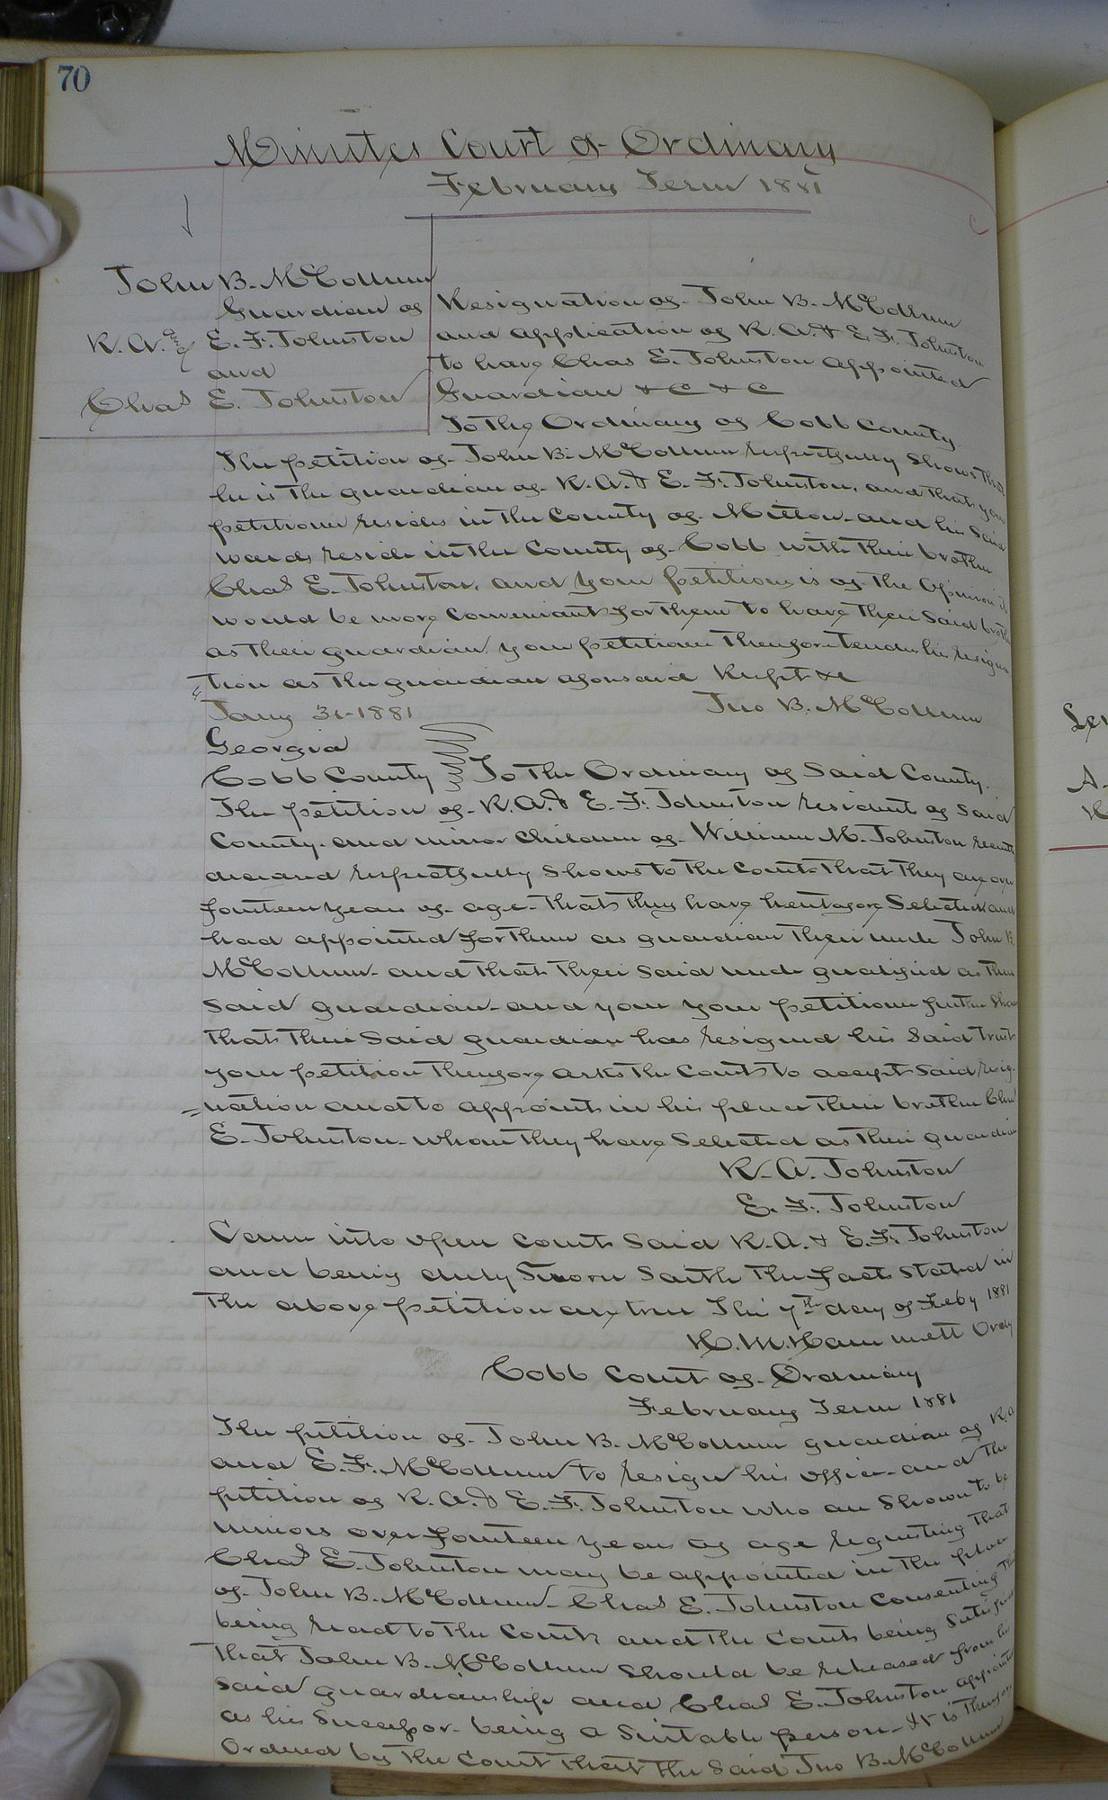 70
Minutes Court of Ordinary
February Term 1881
John B. McCollum
Guardian of
R. A. & E. F. Johnston
and
Chas E. Johnston
Resignation of John B. McCollum
and application of R. A. & E. F. Johnston
to have Chas E. Johnston appointed
Guardian &C &C
To the Ordinary of Cobb County
The petition of John B. McCollum respectfully shows that
he is the guardian of R. A. & E. F. Johnston, and that your
petitioner resides in the County of Milton and his said
wards reside in the County of Cobb with their brother
Chas E. Johnston, and your petitioner is of the opinion it
would be more convenient for them to have their said brother
as their guardian your petitioner therefore tenders his resigna
tion as the guardian aforesaid Respt &c
Jany 31-1881 Jno B. McCollum
Georgia
Cobb County To the Ordinary of said County.
The petition of R. A. & E. F. Johnston resident of said
County and minor children of William M. Johnston recently
deceased respectfully shows to the Court that they are over
fourteen years of age that they have heretofore selected and
had appointed for them as guardian their uncle John B
McCollum and that their said uncle qualified as their
said guardian and your your petitioner further shows
that their said guardian has resigned his said trust
your petition therefore asks the Court to accept said resig-
nation and to appoint in his place their brother Chas
E. Johnston whom they have selected as their guardian
R. A. Johnston
E. F. Johnston
Came into open Court said R. A. & E. F. Johnston
and being duly Sworn Saith the facts stated in
the above petition are true This 7th day of Feby 1881
H. M. Hammett Ordy
Cobb Court of Ordinary
February Term 1881
The petition of John B. McCollum guardian of R. A
and E. F. McCollum to resign his office and the
petition of R. A. & E. F. Johnston who are shown to be
minors over fourteen years of age requesting that
Chas E. Johnston may be appointed in the place
of John B. McCollum Chas E. Johnston consenting this
being read to the Court and the Court being satisfied
that John B. McCollum should be released from his
said guardianship and Chas E. Johnston appointed
as his Successor being a suitable person It is therefore
Ordered by the Court that the said Jno B. McCollum